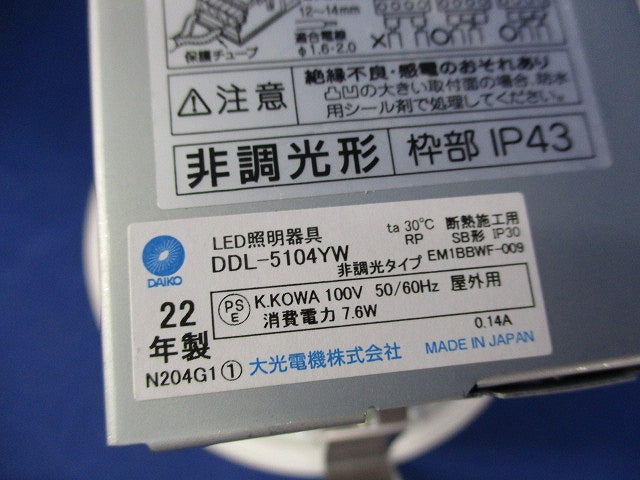 12～14mm
保護チューブ
適合電線
φ1.6・2.0
⚠注意
絶縁不良・感電のおそれあり
凸凹の大きい取付面の場合、防水
用シール剤で処理してください。
非調光形
枠部 IP43
DAIKO
LED照明器具
DDL-5104YW
非調光タイプ
ta 30℃ 断熱施工用
RP SB形 IP30
EM1BBWF-009
PS
E
K.KOWA 100V 50/60Hz 屋外用
消費電力 7.6W
0.14A
22
年製
N204G1①
大光電機株式会社
MADE IN JAPAN